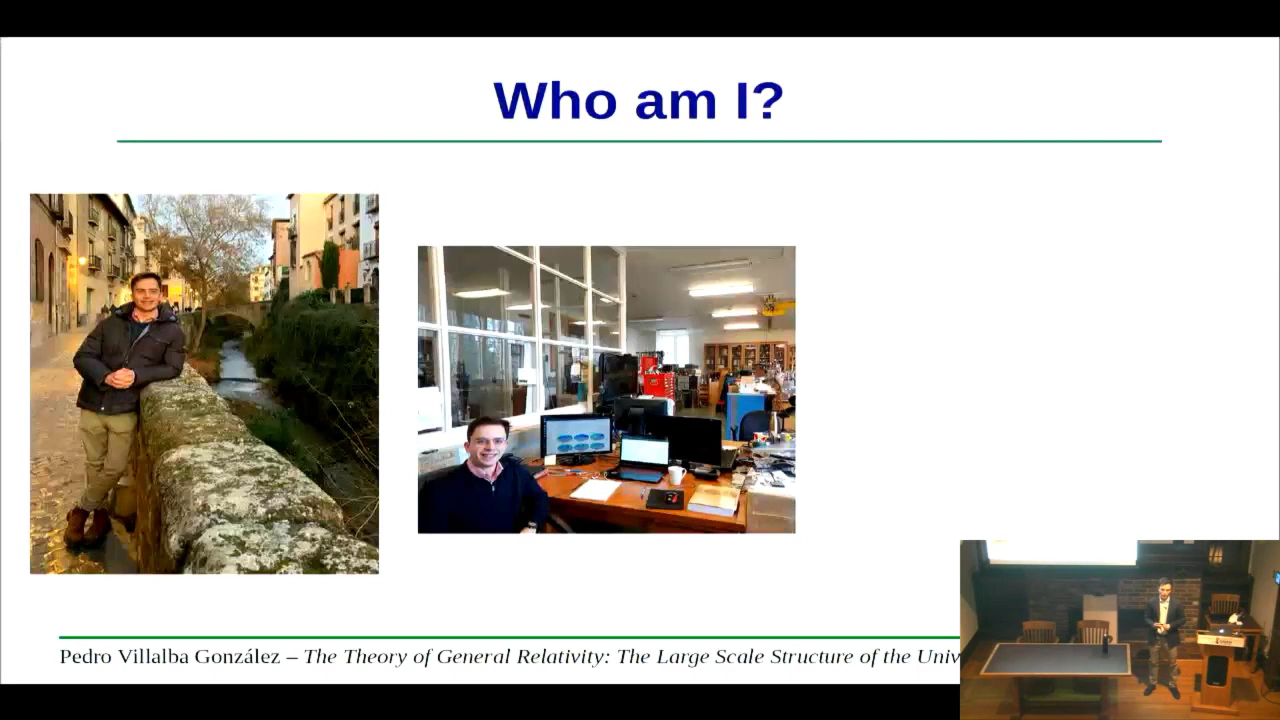 Who am I?
Pedro Villalba González – The Theory of General Relativity: The Large Scale Structure of the Univ